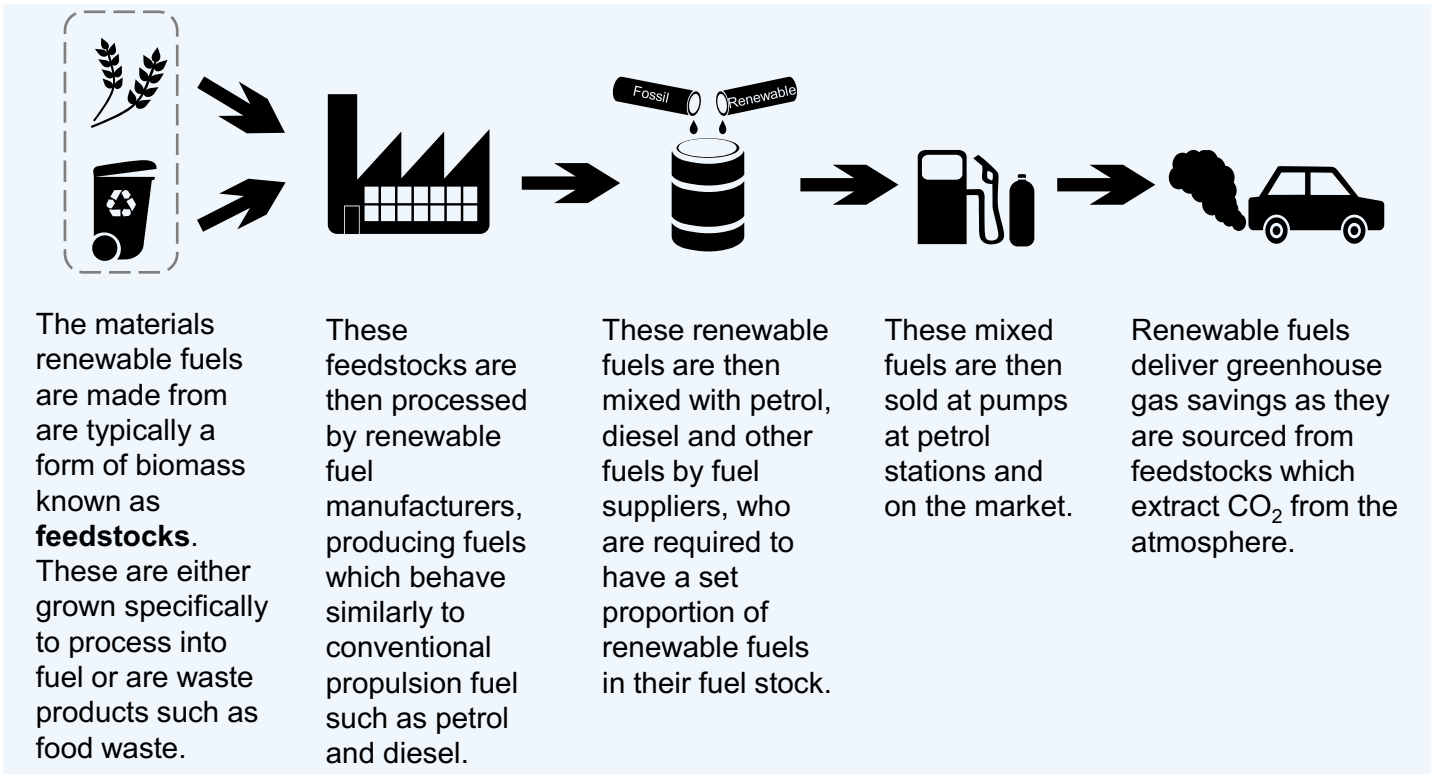 Fossil
Renewable
The materials
renewable fuels
are made from
are typically a
form of biomass
known as
feedstocks.
These are either
grown specifically
to process into
fuel or are waste
products such as
food waste.
These
feedstocks are
then processed
by renewable
fuel
manufacturers,
producing fuels
which behave
similarly to
conventional
propulsion fuel
such as petrol
and diesel.
These renewable
fuels are then
mixed with petrol,
diesel and other
fuels by fuel
suppliers, who
are required to
have a set
proportion of
renewable fuels
in their fuel stock.
These mixed
fuels are then
sold at pumps
at petrol
stations and
on the market.
Renewable fuels
deliver greenhouse
gas savings as they
are sourced from
feedstocks which
extract CO₂ from the
atmosphere.